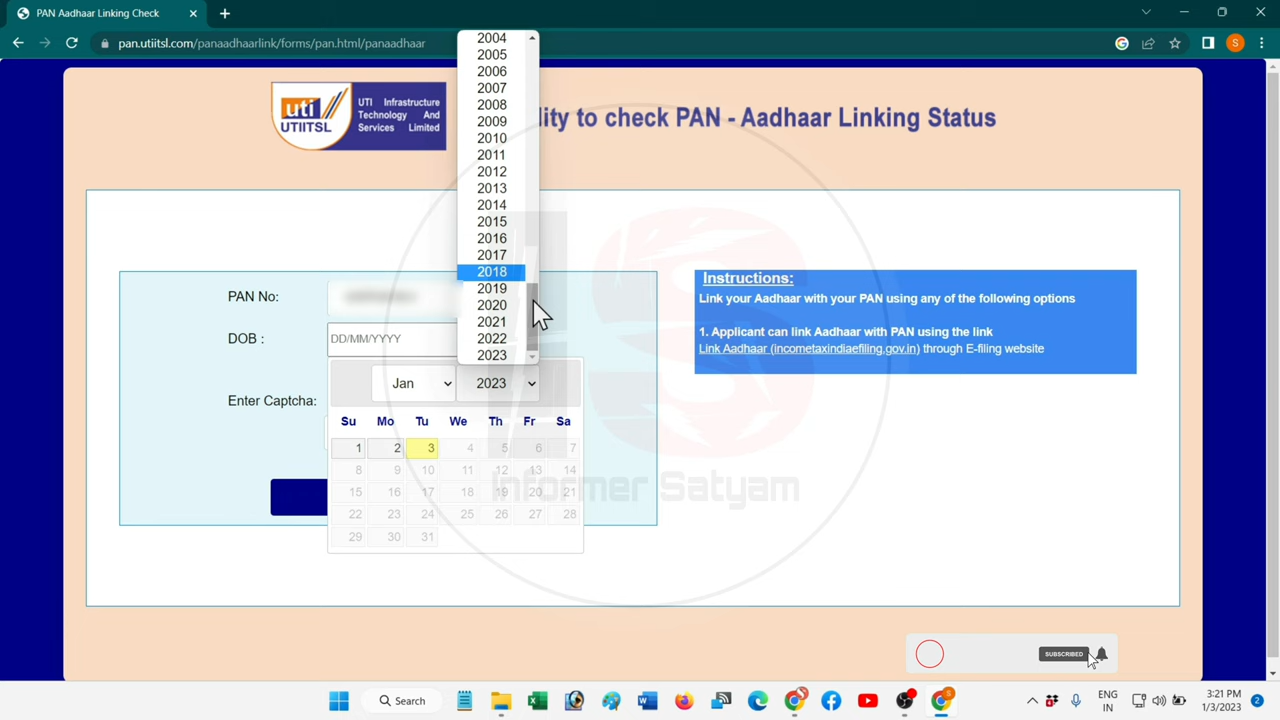 PAN Aadhaar Linking Check
pan.utiitsl.com/panaadhaarlink/forms/pan.html/panaadhaar
S
uti
UTIITSL
UTI Infrastructure
Technology And
Services Limited
lity to check PAN - Aadhaar Linking Status
2004
2005
2006
2007
2008
2009
2010
2011
2012
2013
2014
2015
2016
2017
2018
2019
2020
2021
2022
2023
PAN No:
DOB :
DD/MM/YYYY
Enter Captcha:
Jan
2023
Su Mo Tu We Th Fr Sa
1 2 3 4 5 6 7
8 9 10 11 12 13 14
15 16 17 18 19 20 21
22 23 24 25 26 27 28
29 30 31
Instructions:
Link your Aadhaar with your PAN using any of the following options
1. Applicant can link Aadhaar with PAN using the link
Link Aadhaar (incometaxindiaefiling.gov.in) through E-filing website
Informer Satyam
SUBSCRIBED
Search
ENG
IN
3:21 PM
1/3/2023
2